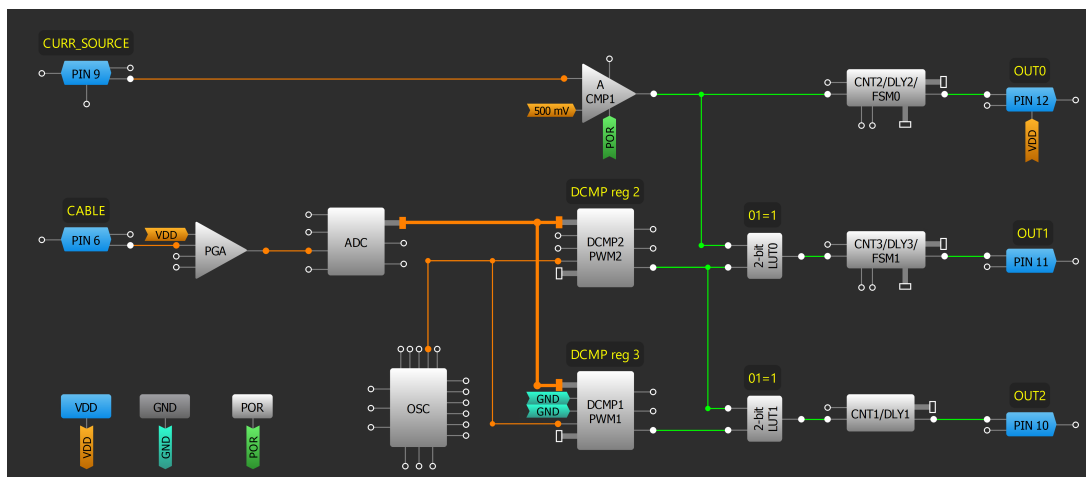 CURR_SOURCE
PIN 9
A
CMP1
500 mV
POR
CNT2/DLY2/
FSM0
OUT0
PIN 12
VDD
CABLE
PIN 6
VDD
PGA
ADC
DCMP reg 2
DCMP2
PWM2
01=1
2-bit
LUT0
CNT3/DLY3/
FSM1
OUT1
PIN 11
OSC
DCMP reg 3
GND
GND
DCMP1
PWM1
01=1
2-bit
LUT1
CNT1/DLY1
OUT2
PIN 10
VDD
GND
POR
VDD
GND
POR